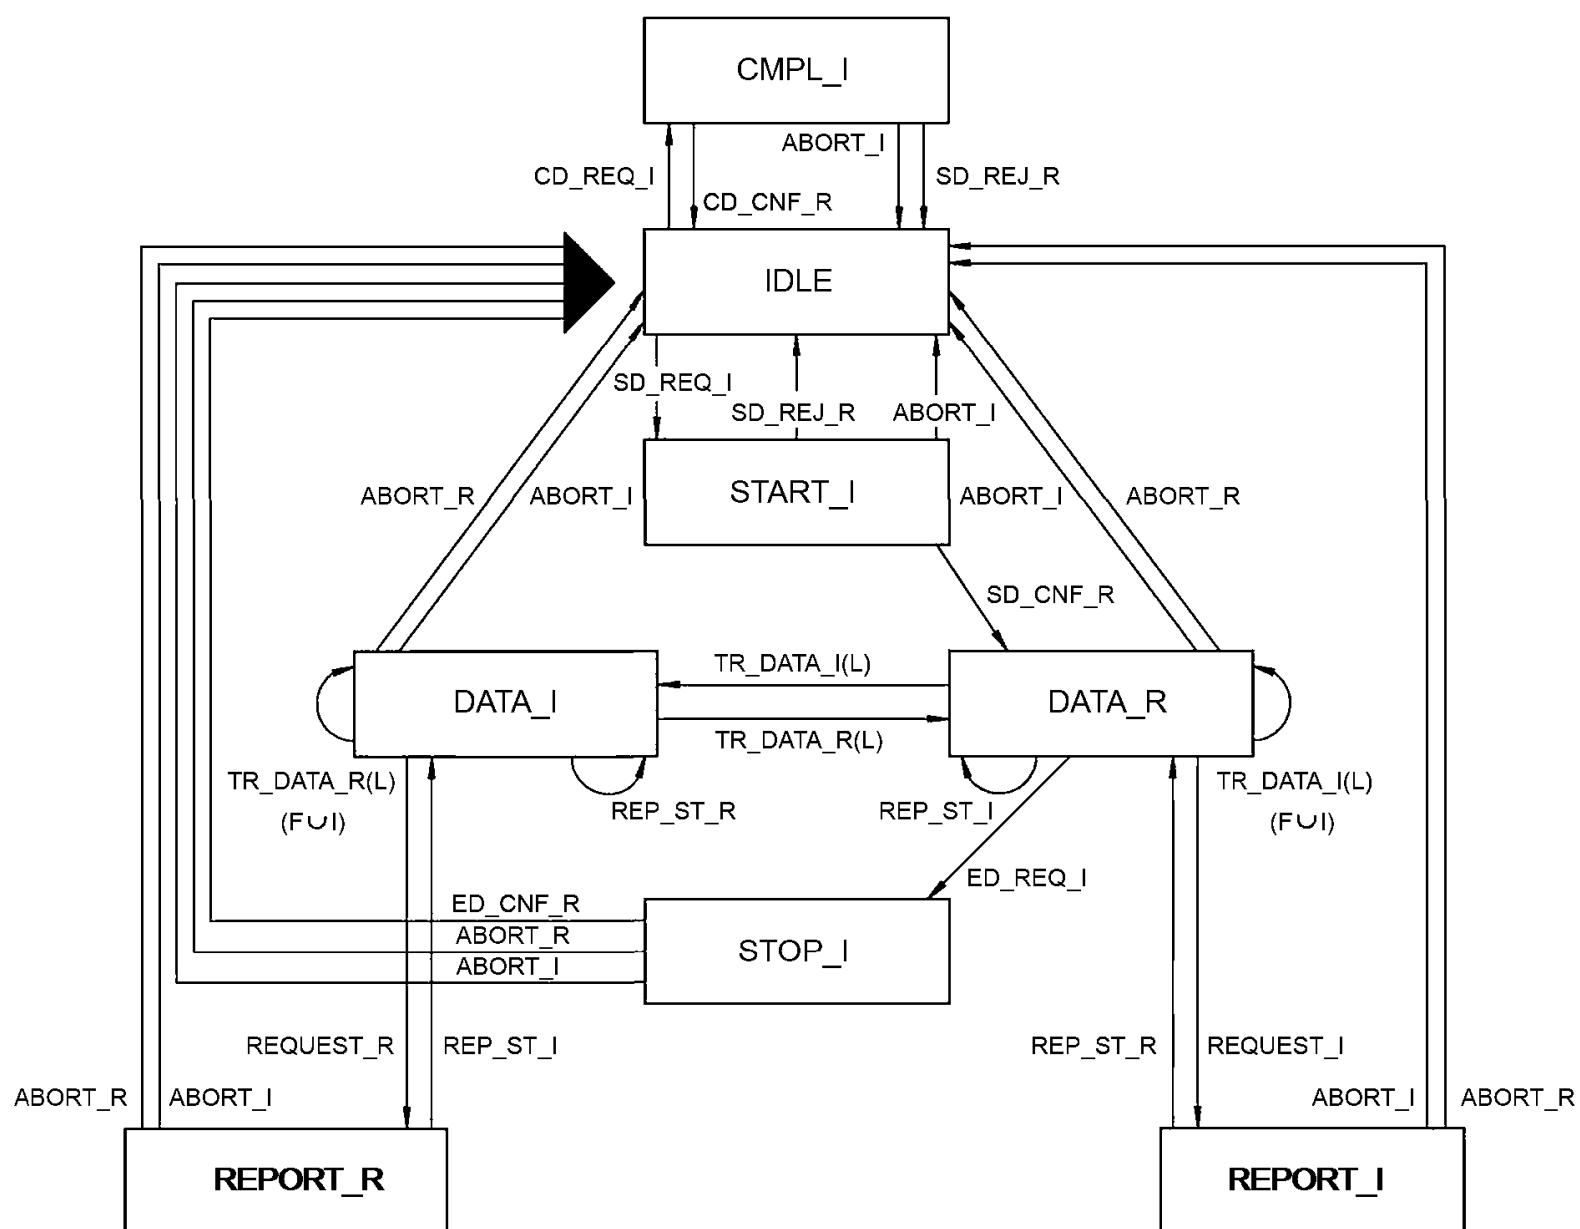 CMPL_I
ABORT_I
CD_REQ_I
SD_REJ_R
CD_CNF_R
IDLE
SD_REQ_I
SD_REJ_R
ABORT_I
ABORT_R
ABORT_I
START_I
ABORT_I
ABORT_R
SD_CNF_R
TR_DATA_I(L)
DATA_I
DATA_R
TR_DATA_R(L)
TR_DATA_R(L)
(F∪I)
REP_ST_R
REP_ST_I
TR_DATA_I(L)
(F∪I)
ED_REQ_I
ED_CNF_R
ABORT_R
ABORT_I
STOP_I
REQUEST_R
REP_ST_I
REP_ST_R
REQUEST_I
ABORT_R
ABORT_I
ABORT_I
ABORT_R
REPORT_R
REPORT_I